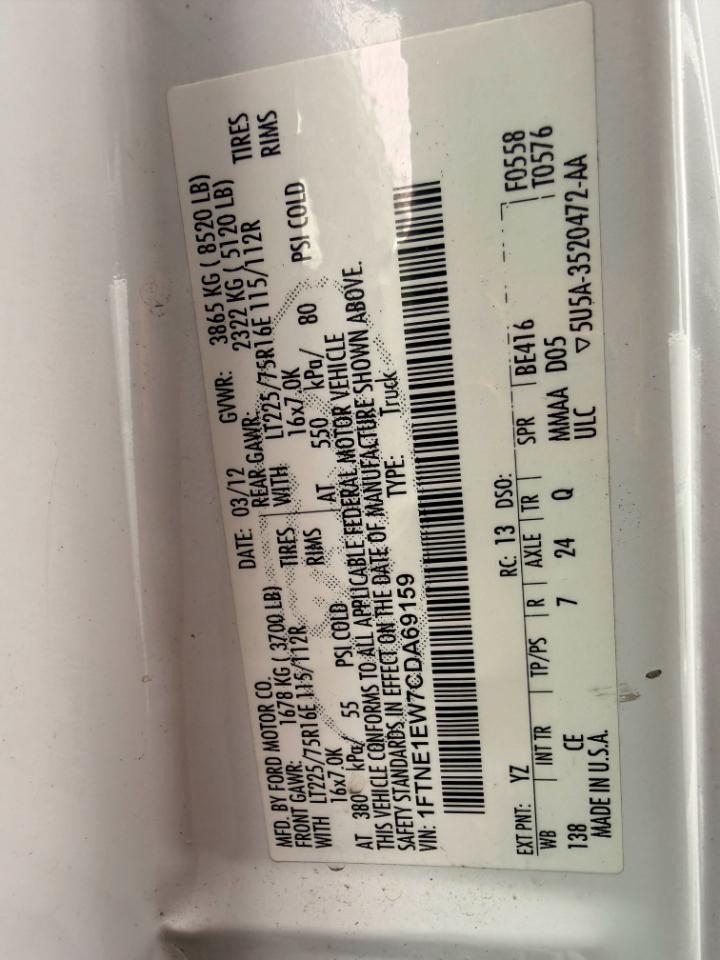 MFD. BY FORD MOTOR CO.
DATE: 03/12 GVWR: 3865 KG ( 8520 LB)
FRONT GAWR: 1678 KG ( 3700 LB) REAR GAWR: 2322 KG ( 5120 LB)
WITH LT225/75R16E 115/112R TIRES WITH LT225/75R16E 115/112R TIRES
16x7.0K RIMS 16x7.0K RIMS
AT 380 kPa/ 55 PSI COLD AT 550 kPa/ 80 PSI COLD
THIS VEHICLE CONFORMS TO ALL APPLICABLE FEDERAL MOTOR VEHICLE
SAFETY STANDARDS IN EFFECT ON THE DATE OF MANUFACTURE SHOWN ABOVE.
VIN: 1FTNE1EW7CDA69159 TYPE: Truck
EXT PNT: YZ RC: 13 DSO: F0558
WB INT TR TP/PS R AXLE TR SPR BE416 T0576
138 CE 7 24 Q MMAA D05
MADE IN U.S.A. ULC ▽5U5A-3520472-AA